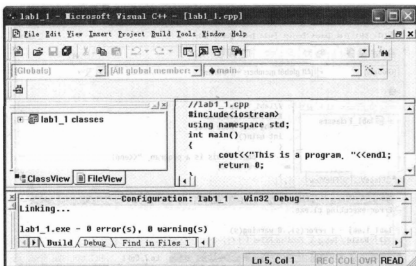 lab1_1 - Microsoft Visual C++ - [lab1_1.cpp]
File Edit View Insert Project Build Tools Window Help
[Globals] [All global member: main
//lab1_1.cpp
#include<iostream>
using namespace std;
int main()
{
cout<<"This is a program. "<<endl;
return 0;
lab1_1 classes
ClassView FileView
Configuration: lab1_1 - Win32 Debug
Linking...
lab1_1.exe - 0 error(s), 0 warning(s)
Build Debug Find in Files 1
Ln 5, Col 1 REC COL OVR READ